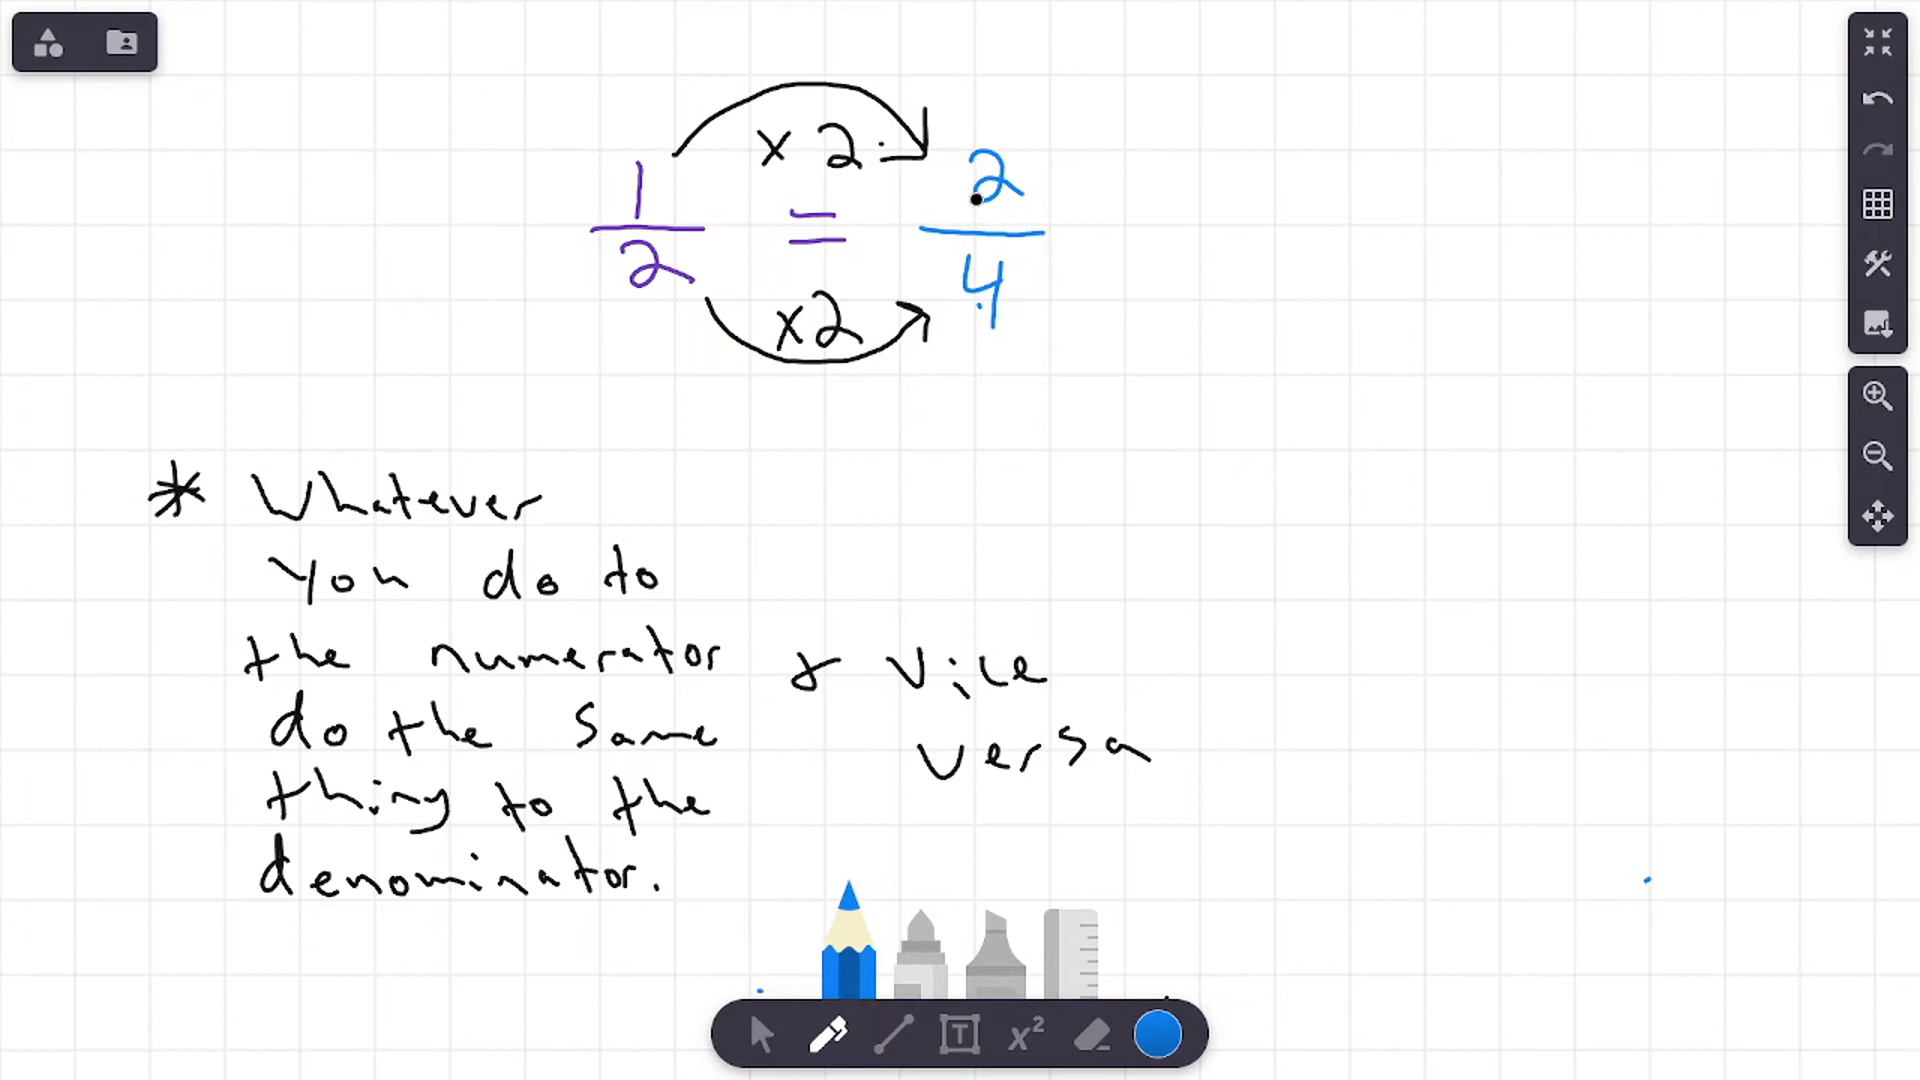 x 2
1/2 = 2/4
x2
* Whatever
you do to
the numerator & vice
do the same versa
thing to the
denominator.
T x²